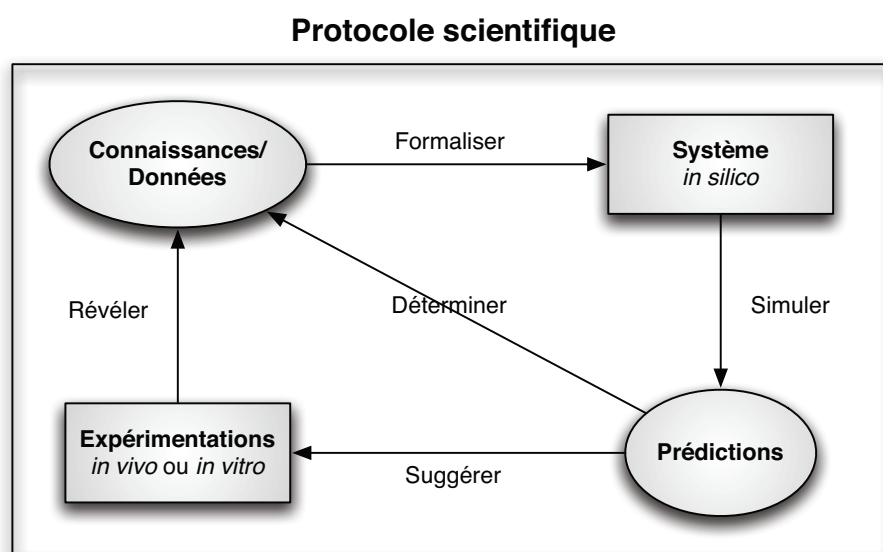 Protocole scientifique
Connaissances/
Données
Formaliser
Système
in silico
Révéler
Déterminer
Simuler
Expérimentations
in vivo ou in vitro
Suggérer
Prédictions